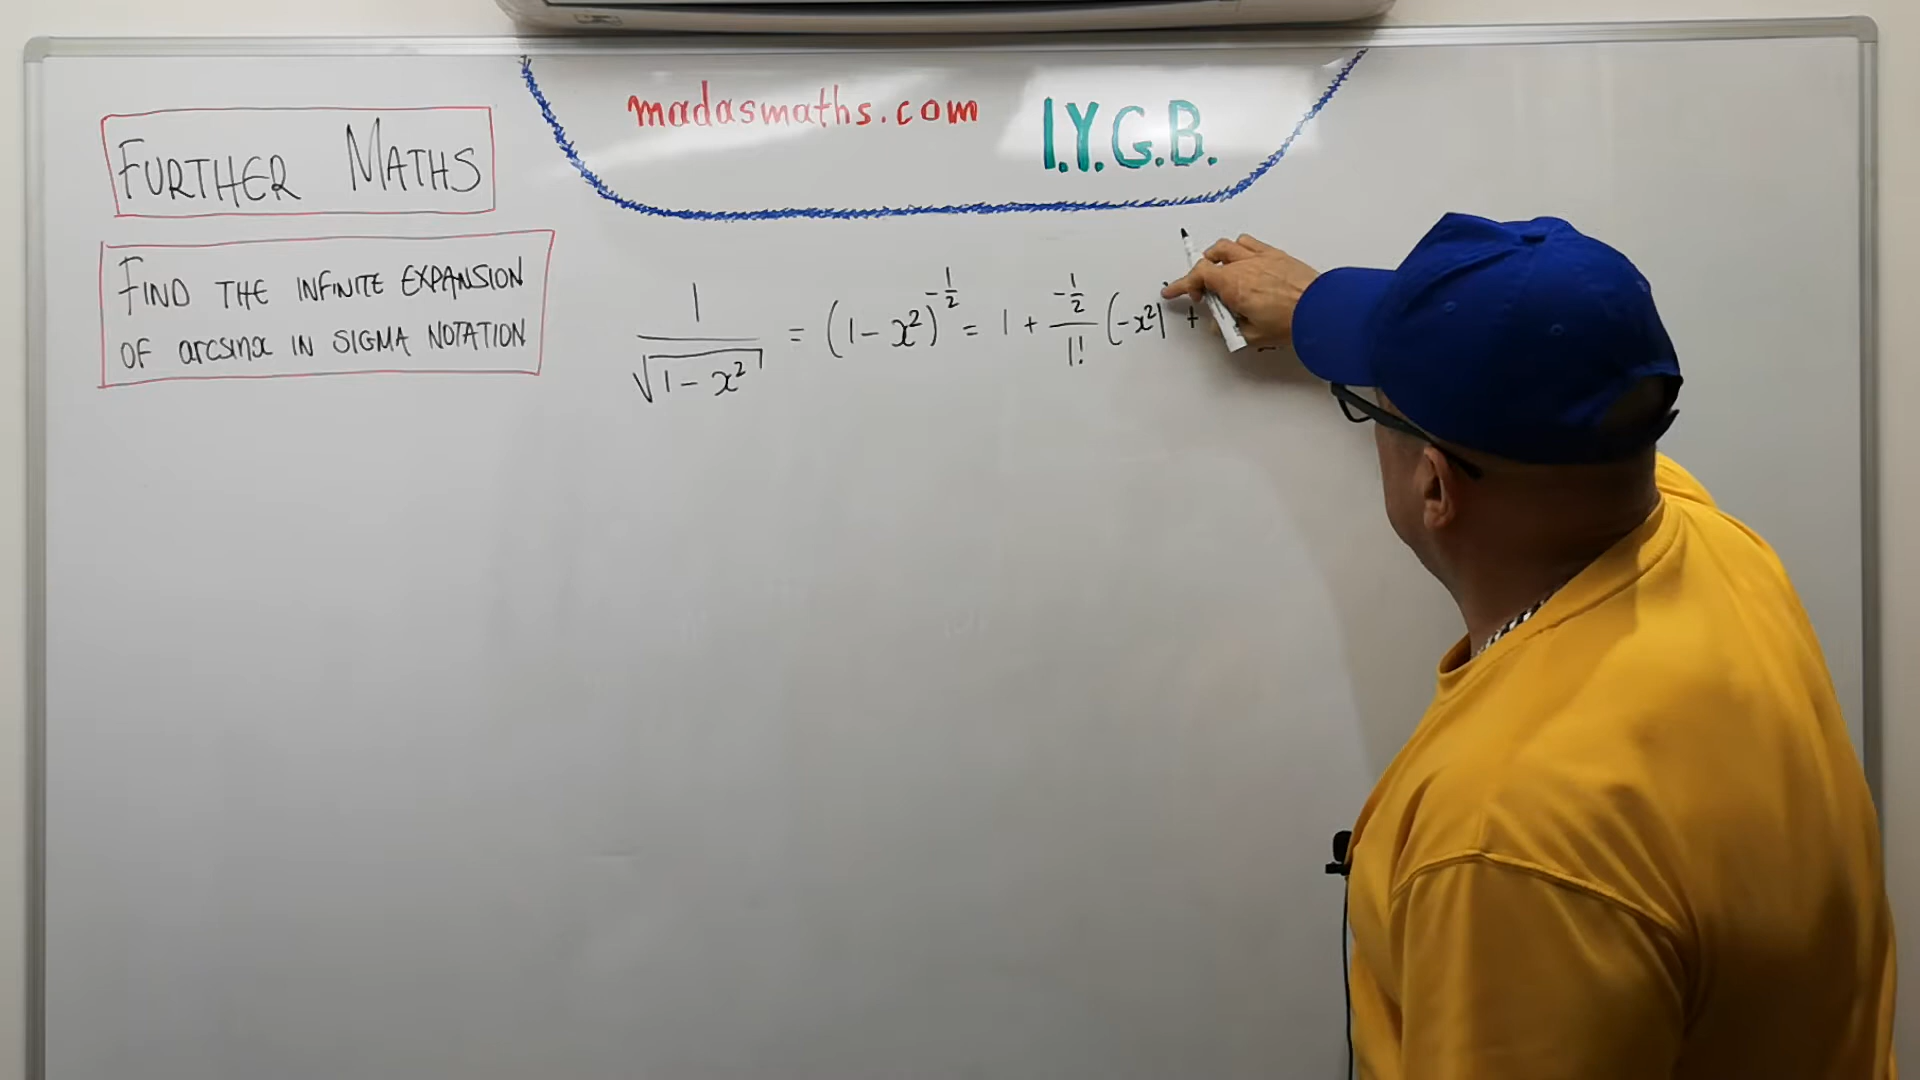 madasmaths.com I.Y.G.B.
FURTHER MATHS
FIND THE INFINITE EXPANSION
OF arcsinx IN SIGMA NOTATION
1/√(1-x²) = (1-x²)^(-1/2) = 1 + (-1/2)/1! (-x²) +